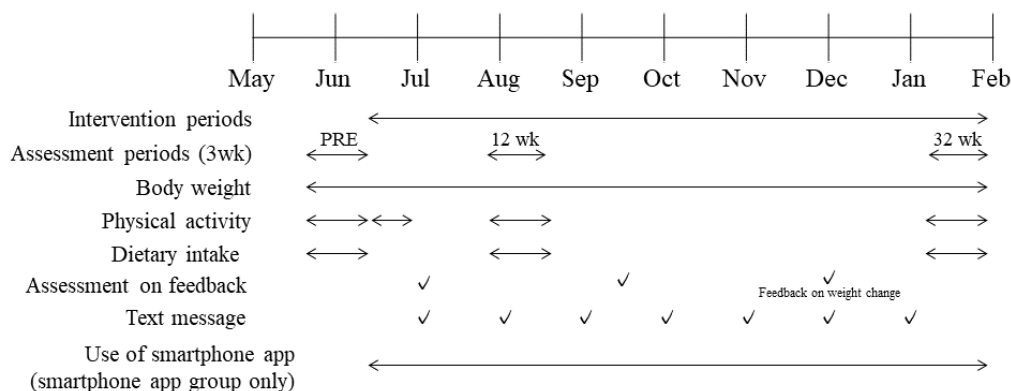 May Jun Jul Aug Sep Oct Nov Dec Jan Feb
Intervention periods
PRE 12 wk 32 wk
Assessment periods (3wk)
Body weight
Physical activity
Dietary intake
Assessment on feedback
Feedback on weight change
Text message
Use of smartphone app
(smartphone app group only)